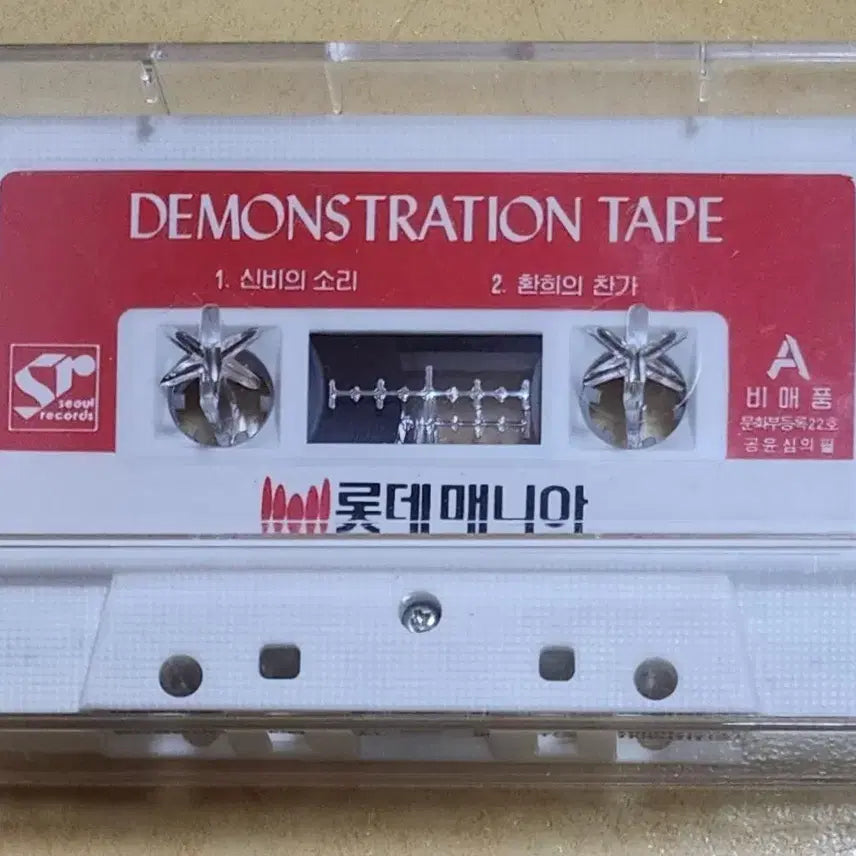 DEMONSTRATION TAPE
1. 신비의 소리
2. 환희의 찬가
sr
seoul
records
A
비매품
문화부등록22호
공윤심의필
롯데매니아